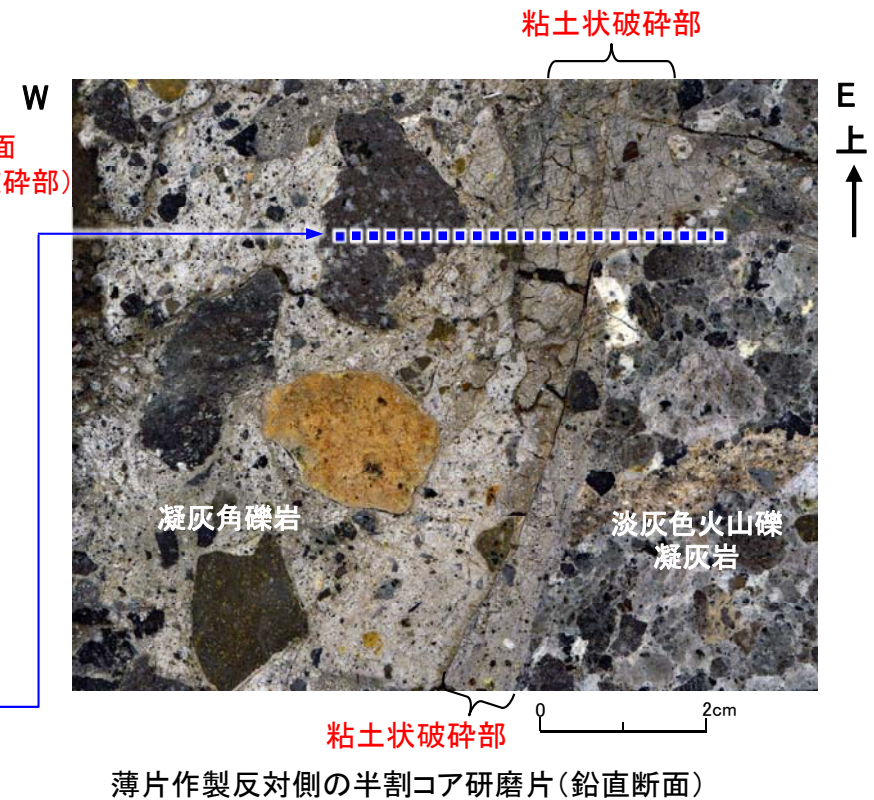 粘土状破砕部
W
E
面
砕部)
上
凝灰角礫岩
淡灰色火山礫
凝灰岩
粘土状破砕部
0
2cm
薄片作製反対側の半割コア研磨片(鉛直断面)